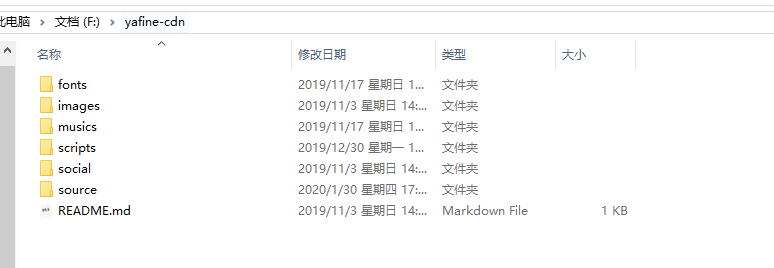 此电脑 文档 (F:) yafine-cdn
名称 修改日期 类型 大小
fonts 2019/11/17 星期日 1... 文件夹
images 2019/11/3 星期日 14:... 文件夹
musics 2019/11/17 星期日 1... 文件夹
scripts 2019/12/30 星期一 1... 文件夹
social 2019/11/3 星期日 14:... 文件夹
source 2020/1/30 星期四 17:... 文件夹
README.md 2019/11/3 星期日 14:... Markdown File 1 KB